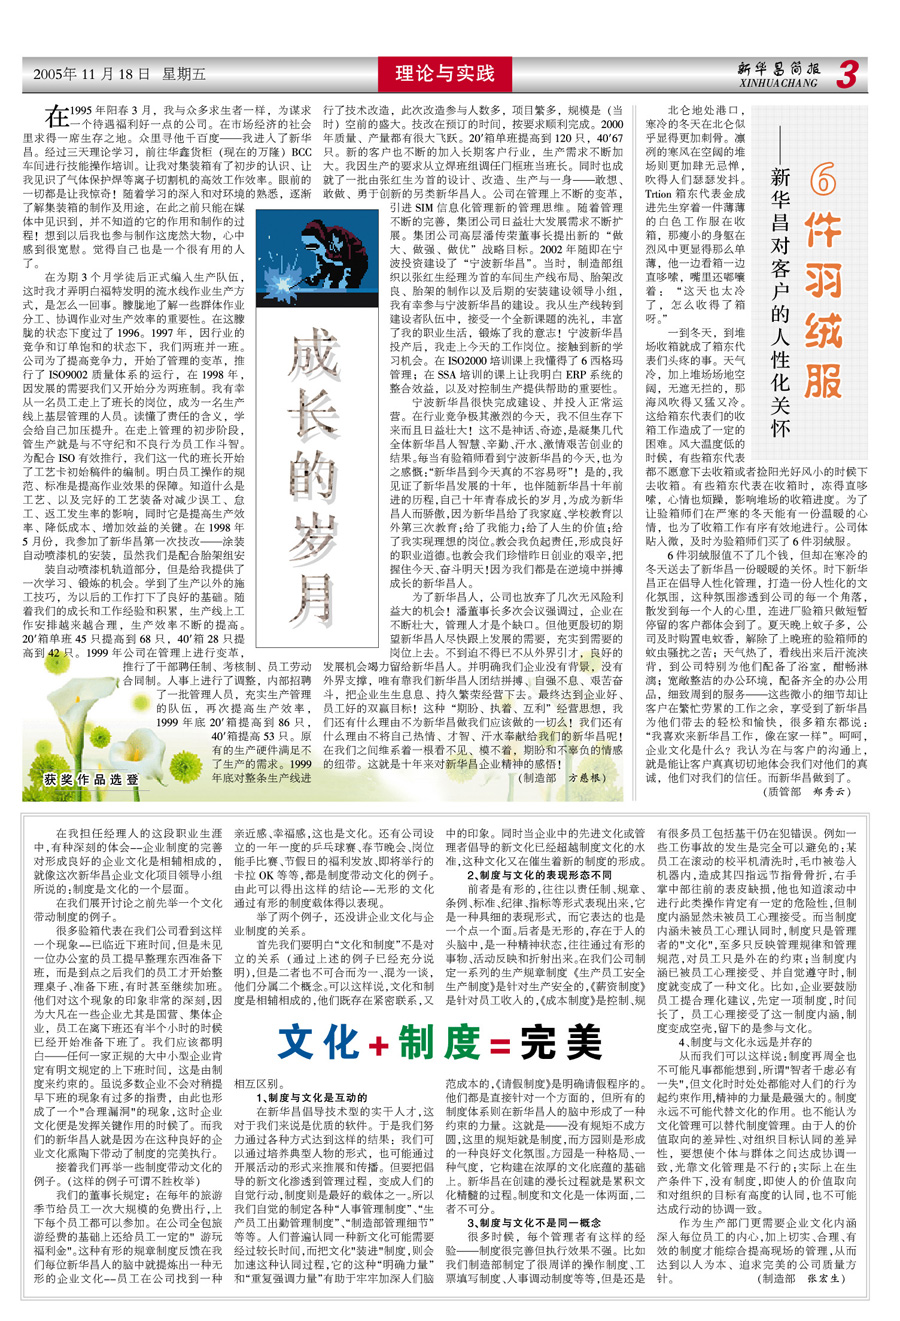 2005年 11 月 18 日 星期五
理论与实践
新华昌简报
XINHUACHANG
3
在1995 年阳春 3 月，我与众多求生者一样，为谋求
一个待遇福利好一点的公司。在市场经济的社会
里求得一席生存之地。众里寻他千百度——我进入了新华
昌。经过三天理论学习，前往华鑫货柜（现在的万隆）BCC
车间进行技能操作培训。让我对集装箱有了初步的认识、让
我见识了气体保护焊等离子切割机的高效工作效率。眼前的
一切都是让我惊奇！随着学习的深入和对环境的熟悉，逐渐
了解集装箱的制作及用途，在此之前只能在媒
体中见识到，并不知道的它的作用和制作的过
程！想到以后我也参与制作这庞然大物，心中
感到很宽慰。觉得自己也是一个很有用的人
了。
在为期 3 个月学徒后正式编入生产队伍，
这时我才弄明白福特发明的流水线作业生产方
式，是怎么一回事。朦胧地了解一些群体作业
分工、协调作业对生产效率的重要性。在这朦
胧的状态下度过了 1996。1997 年，因行业的
竞争和订单饱和的状态下，我们两班并一班。
公司为了提高竞争力，开始了管理的变革，推
行了 ISO9002 质量体系的运行，在 1998 年，
因发展的需要我们又开始分为两班制。我有幸
从一名员工走上了班长的岗位，成为一名生产
线上基层管理的人员。读懂了责任的含义，学
会给自己加压提升。在走上管理的初步阶段，
管生产就是与不守纪和不良行为员工作斗智。
为配合 ISO 有效推行，我们这一代的班长开始
了工艺卡初始稿件的编制。明白员工操作的规
范、标准是提高作业效果的保障。知道什么是
工艺、以及完好的工艺装备对减少误工、怠
工、返工发生率的影响，同时它是提高生产效
率、降低成本、增加效益的关键。在 1998 年
5 月份，我参加了新华昌第一次技改——涂装
自动喷漆机的安装，虽然我们是配合胎架组安
装自动喷漆机轨道部分，但是给我提供了
一次学习、锻炼的机会。学到了生产以外的施
工技巧，为以后的工作打下了良好的基础。随
着我们的成长和工作经验和积累，生产线上工
作安排越来越合理，生产效率不断的提高。
20′箱单班 45 只提高到 68 只，40′箱 28 只提
高到 42 只。1999 年公司在管理上进行变革，
推行了干部聘任制、考核制、员工劳动
合同制。人事上进行了调整，内部招聘
了一批管理人员，充实生产管理
的队伍，再次提高生产效率，
1999 年底 20′箱提高到 86 只，
40′箱提高 53 只。原
有的生产硬件满足不
了生产的需求。1999
年底对整条生产线进
获奖作品选登
成长的岁月
行了技术改造，此次改造参与人数多，项目繁多，规模是（当
时）空前的盛大。技改在预订的时间，按要求顺利完成。2000
年质量、产量都有很大飞跃。20′箱单班提高到 120 只，40′67
只。新的客户也不断的加入长期客户行业，生产需求不断加
大。我因生产的要求从立焊班组调任门框班当班长。同时也成
就了一批由张红生为首的设计、改造、生产与一身——敢想、
敢做、勇于创新的另类新华昌人。公司在管理上不断的变革，
引进 SIM 信息化管理新的管理思维。随着管理
不断的完善，集团公司日益壮大发展需求不断扩
展。集团公司高层潘传荣董事长提出新的“做
大、做强、做优”战略目标。2002 年随即在宁
波投资建设了“宁波新华昌”。当时，制造部组
织以张红生经理为首的车间生产线布局、胎架改
良、胎架的制作以及后期的安装建设领导小组，
我有幸参与宁波新华昌的建设。我从生产线转到
建设者队伍中，接受一个全新课题的洗礼，丰富
了我的职业生活，锻炼了我的意志！宁波新华昌
投产后，我走上今天的工作岗位。接触到新的学
习机会。在 ISO2000 培训课上我懂得了 6 西格玛
管理；在 SSA 培训的课上让我明白 ERP 系统的
整合效益，以及对控制生产提供帮助的重要性。
宁波新华昌很快完成建设、并投入正常运
营。在行业竞争极其激烈的今天，我不但生存下
来而且日益壮大！这不是神话、奇迹，是凝集几代
全体新华昌人智慧、辛勤、汗水、激情艰苦创业的
结果。每当有验箱师看到宁波新华昌的今天，也为
之感慨：“新华昌到今天真的不容易呀”！是的，我
见证了新华昌发展的十年，也伴随新华昌十年前
进的历程，自己十年青春成长的岁月，为成为新华
昌人而骄傲，因为新华昌给了我家庭、学校教育以
外第三次教育；给了我能力；给了人生的价值；给
了我实现理想的岗位。教会我负起责任，形成良好
的职业道德。也教会我们珍惜昨日创业的艰辛，把
握住今天、奋斗明天！因为我们都是在逆境中拼搏
成长的新华昌人。
为了新华昌人，公司也放弃了几次无风险利
益大的机会！潘董事长多次会议强调过，企业在
不断壮大，管理人才是个缺口。但他更殷切的期
望新华昌人尽快跟上发展的需要，充实到需要的
岗位上去。不到迫不得已不从外界引才，良好的
发展机会竭力留给新华昌人。并明确我们企业没有背景，没有
外界支撑，唯有靠我们新华昌人团结拼搏、自强不息、艰苦奋
斗，把企业生生息息、持久繁荣经营下去。最终达到企业好、
员工好的双赢目标！这种“期盼、执着、互利”经营思想，我
们还有什么理由不为新华昌做我们应该做的一切么！我们还有
什么理由不将自己热情、才智、汗水奉献给我们的新华昌呢！
在我们之间维系着一根看不见、摸不着，期盼和不辜负的情感
的纽带。这就是十年来对新华昌企业精神的感悟！
（制造部 方慈根）
6件羽绒服
——新华昌对客户的人性化关怀
北仑地处港口，
寒冷的冬天在北仑似
乎显得更加刺骨。凛
冽的寒风在空阔的堆
场则更加肆无忌惮，
吹得人们瑟瑟发抖。
Trtion 箱东代表金成
进先生穿着一件薄薄
的白色工作服在收
箱，那瘦小的身躯在
烈风中更显得那么单
薄，他一边看箱一边
直哆嗦，嘴里还嘟囔
着：“这天也太冷
了，怎么收得了箱
呀。”
一到冬天，到堆
场收箱就成了箱东代
表们头疼的事。天气
冷，加上堆场场地空
阔，无遮无拦的，那
海风吹得又猛又冷。
这给箱东代表们的收
箱工作造成了一定的
困难。风大温度低的
时候，有些箱东代表
都不愿意下去收箱或者捡阳光好风小的时候下
去收箱。有些箱东代表在收箱时，冻得直哆
嗦，心情也烦躁，影响堆场的收箱进度。为了
让验箱师们在严寒的冬天能有一份温暖的心
情，也为了收箱工作有序有效地进行。公司体
贴人微，及时为验箱师们买了 6 件羽绒服。
6 件羽绒服值不了几个钱，但却在寒冷的
冬天送去了新华昌一份暖暖的关怀。时下新华
昌正在倡导人性化管理，打造一份人性化的文
化氛围，这种氛围渗透到公司的每一个角落，
散发到每一个人的心里，连进厂验箱只做短暂
停留的客户都体会到了。夏天晚上蚊子多，公
司及时购置电蚊香，解除了上晚班的验箱师的
蚊虫骚扰之苦；天气热了，看线出来后汗流浃
背，到公司特别为他们配备了浴室，酣畅淋
漓；宽敞整洁的办公环境，配备齐全的办公用
品，细致周到的服务——这些微小的细节却让
客户在繁忙劳累的工作之余，享受到了新华昌
为他们带去的轻松和愉快，很多箱东都说：
“我喜欢来新华昌工作，像在家一样”。呵呵，
企业文化是什么？我认为在与客户的沟通上，
就是能让客户真真切切地体会我们对他们的真
诚，他们对我们的信任。而新华昌做到了。
（质管部 郑秀云）
在我担任经理人的这段职业生涯
中，有种深刻的体会--企业制度的完善
对形成良好的企业文化是相辅相成的，
就像这次新华昌企业文化项目领导小组
所说的：制度是文化的一个层面。
在我们展开讨论之前先举一个文化
带动制度的例子。
很多验箱代表在我们公司看到这样
一个现象--已临近下班时间，但是未见
一位办公室的员工提早整理东西准备下
班，而是到点之后我们的员工才开始整
理桌子、准备下班，有时甚至继续加班。
他们对这个现象的印象非常的深刻，因
为大凡在一些企业尤其是国营、集体企
业，员工在离下班还有半个小时的时候
已经开始准备下班了。我们应该都明
白——任何一家正规的大中小型企业肯
定有明文规定的上下班时间，这是由制
度来约束的。虽说多数企业不会对稍提
早下班的现象有过多的指责，由此也形
成了一个"合理漏洞"的现象，这时企业
文化便是发挥关键作用的时候了。而我
们的新华昌人就是因为在这种良好的企
业文化熏陶下带动了制度的完美执行。
接着我们再举一些制度带动文化的
例子。（这样的例子可谓不胜枚举）
我们的董事长规定：在每年的旅游
季节给员工一次大规模的免费出行，上
下每个员工都可以参加。在公司全包旅
游经费的基础上还给员工一定的" 游玩
福利金"。这种有形的规章制度反馈在我
们每位新华昌人的脑中就提炼出一种无
形的企业文化--员工在公司找到一种
亲近感、幸福感，这也是文化。还有公司设
立的一年一度的乒乓球赛、春节晚会、岗位
能手比赛、节假日的福利发放、即将举行的
卡拉 OK 等等，都是制度带动文化的例子。
由此可以得出这样的结论--无形的文化
通过有形的制度载体得以表现。
举了两个例子，还没讲企业文化与企
业制度的关系。
首先我们要明白“文化和制度”不是对
立的关系（通过上述的例子已经充分说
明），但是二者也不可合而为一、混为一谈，
他们分属二个概念。可以这样说，文化和制
度是相辅相成的，他们既存在紧密联系，又
文化+制度=完美
相互区别。
1、制度与文化是互动的
在新华昌倡导技术型的实干人才，这
对于我们来说是优质的软件。于是我们努
力通过各种方式达到这样的结果；我们可
以通过培养典型人物的形式，也可能通过
开展活动的形式来推展和传播。但要把倡
导的新文化渗透到管理过程，变成人们的
自觉行动，制度则是最好的载体之一。所以
我们自觉的制定各种“人事管理制度”、“生
产员工出勤管理制度”、“制造部管理细节”
等等。人们普遍认同一种新文化可能需要
经过较长时间，而把文化"装进"制度，则会
加速这种认同过程，它的这种“明确力量”
和“重复强调力量”有助于牢牢加深人们脑
中的印象。同时当企业中的先进文化或管
理者倡导的新文化已经超越制度文化的水
准，这种文化又在催生着新的制度的形成。
2、制度与文化的表现形态不同
前者是有形的，往往以责任制、规章、
条例、标准、纪律、指标等形式表现出来，它
是一种具细的表现形式，而它表达的也是
一个点一个面。后者是无形的，存在于人的
头脑中，是一种精神状态，往往通过有形的
事物、活动反映和折射出来。在我们公司制
定一系列的生产规章制度《生产员工安全
生产制度》是针对生产安全的，《薪资制度》
是针对员工收入的，《成本制度》是控制、规
范成本的，《请假制度》是明确请假程序的。
他们都是直接针对一个方面的，但所有的
制度体系则在新华昌人的脑中形成了一种
约束的力量。这就是——没有规矩不成方
圆，这里的规矩就是制度，而方园则是形成
的一种良好文化氛围。方园是一种格局、一
种气度，它构建在浓厚的文化底蕴的基础
上。新华昌在创建的漫长过程就是累积文
化精髓的过程。制度和文化是一体两面，二
者不可分。
3、制度与文化不是同一概念
很多时候，每个管理者有这样的经
验——制度很完善但执行效果不强。比如
我们制造部制定了很周详的操作制度、工
票填写制度、人事调动制度等等，但是还是
有很多员工包括基干仍在犯错误。例如一
些工伤事故的发生是完全可以避免的：某
员工在滚动的校平机清洗时，毛巾被卷入
机器内，造成其四指远节指骨骨折，右手
掌中部往前的表皮缺损，他也知道滚动中
进行此类操作肯定有一定的危险性，但制
度内涵显然未被员工心理接受。而当制度
内涵未被员工心理认同时，制度只是管理
者的"文化"，至多只反映管理规律和管理
规范，对员工只是外在的约束；当制度内
涵已被员工心理接受、并自觉遵守时，制
度就变成了一种文化。比如，企业要鼓励
员工提合理化建议，先定一项制度，时间
长了，员工心理接受了这一制度内涵，制
度变成空壳，留下的是参与文化。
4、制度与文化永远是并存的
从而我们可以这样说：制度再周全也
不可能凡事都能想到，所谓"智者千虑必有
一失"，但文化时时处处都能对人们的行为
起约束作用，精神的力量是最强大的。制度
永远不可能代替文化的作用。也不能认为
文化管理可以替代制度管理。由于人的价
值取向的差异性、对组织目标认同的差异
性，要想使个体与群体之间达成协调一
致，光靠文化管理是不行的；实际上在生
产条件下，没有制度，即使人的价值取向
和对组织的目标有高度的认同，也不可能
达成行动的协调一致。
作为生产部门更需要企业文化内涵
深入每位员工的内心，加上切实、合理、有
效的制度才能综合提高现场的管理，从而
达到以人为本、追求完美的公司质量方
针。 （制造部 张宏生）